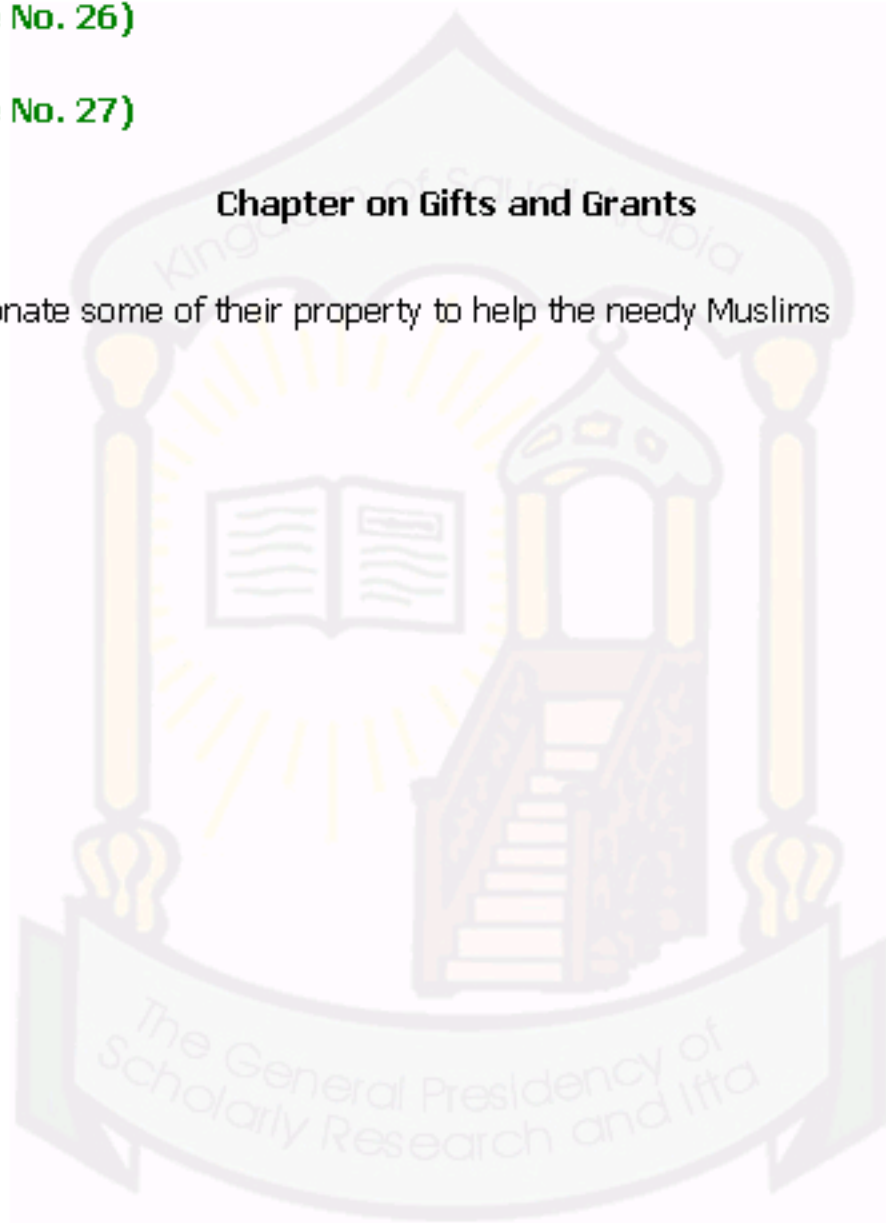 No. 26)
No. 27)
Chapter on Gifts and Grants
onate some of their property to help the needy Muslims
Kingdom of Saudi Arabia
The General Presidency of
Scholarly Research and Ifta